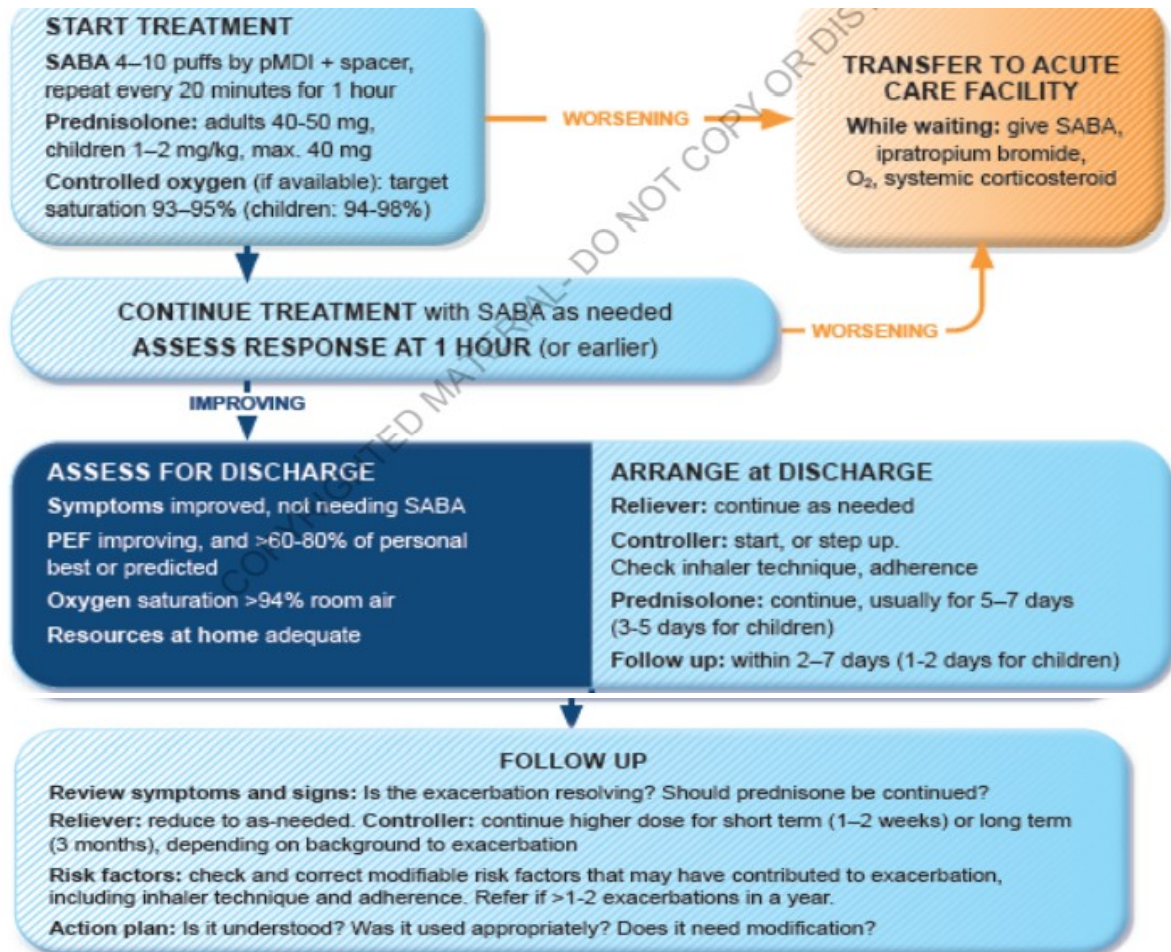 START TREATMENT
SABA 4–10 puffs by pMDI + spacer,
repeat every 20 minutes for 1 hour
Prednisolone: adults 40-50 mg,
children 1–2 mg/kg, max. 40 mg
Controlled oxygen (if available): target
saturation 93–95% (children: 94-98%)
WORSENING
TRANSFER TO ACUTE
CARE FACILITY
While waiting: give SABA,
ipratropium bromide,
O₂, systemic corticosteroid
CONTINUE TREATMENT with SABA as needed
ASSESS RESPONSE AT 1 HOUR (or earlier)
WORSENING
IMPROVING
ASSESS FOR DISCHARGE
Symptoms improved, not needing SABA
PEF improving, and >60-80% of personal
best or predicted
Oxygen saturation >94% room air
Resources at home adequate
ARRANGE at DISCHARGE
Reliever: continue as needed
Controller: start, or step up.
Check inhaler technique, adherence
Prednisolone: continue, usually for 5–7 days
(3-5 days for children)
Follow up: within 2–7 days (1-2 days for children)
FOLLOW UP
Review symptoms and signs: Is the exacerbation resolving? Should prednisone be continued?
Reliever: reduce to as-needed. Controller: continue higher dose for short term (1–2 weeks) or long term
(3 months), depending on background to exacerbation
Risk factors: check and correct modifiable risk factors that may have contributed to exacerbation,
including inhaler technique and adherence. Refer if >1-2 exacerbations in a year.
Action plan: Is it understood? Was it used appropriately? Does it need modification?
COPYRIGHTED MATERIAL- DO NOT COPY OR DIST